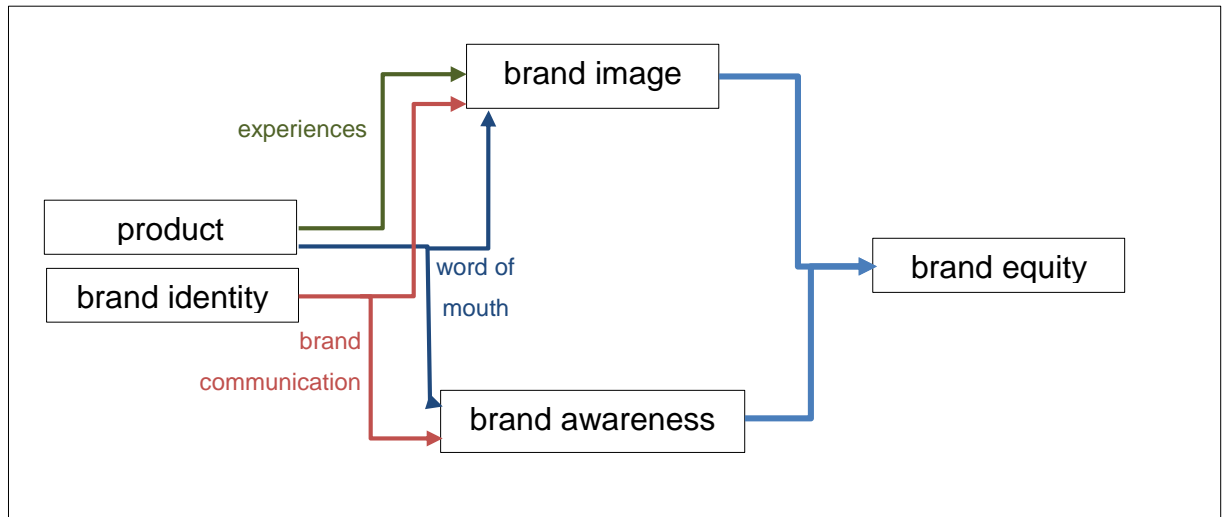 brand image
experiences
product
word of
mouth
brand identity
brand equity
brand
communication
brand awareness